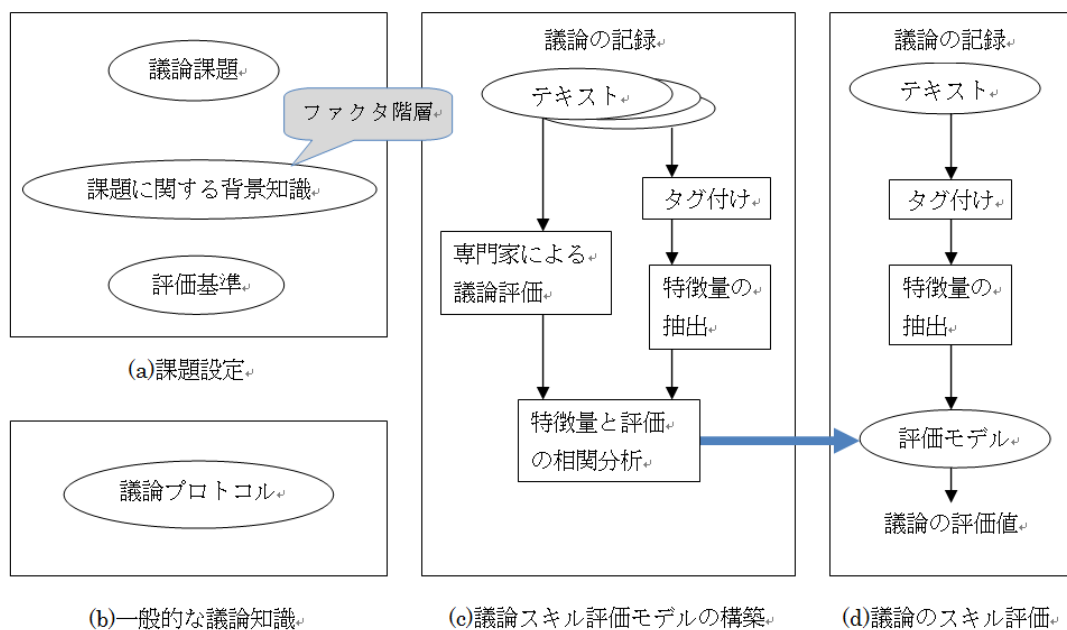 議論課題
ファクタ階層
課題に関する背景知識
評価基準
(a)課題設定
議論プロトコル
(b)一般的な議論知識
議論の記録
テキスト
タグ付け
専門家による
議論評価
特徴量の
抽出
特徴量と評価
の相関分析
(c)議論スキル評価モデルの構築
議論の記録
テキスト
タグ付け
特徴量の
抽出
評価モデル
議論の評価値
(d)議論のスキル評価